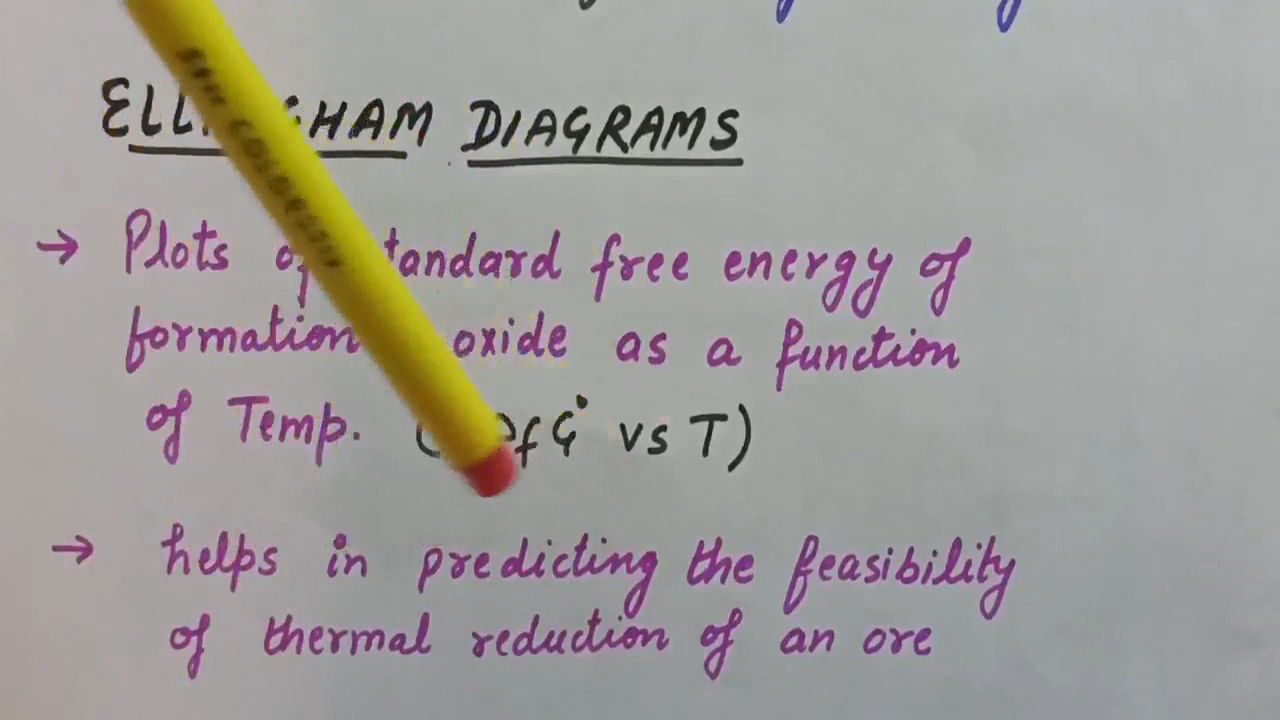 DIAGRAMS
→ Plots standard free energy of
formation oxide as a function
of Temp. G° vs T)
→ helps in predicting the feasibility
of thermal reduction of an ore